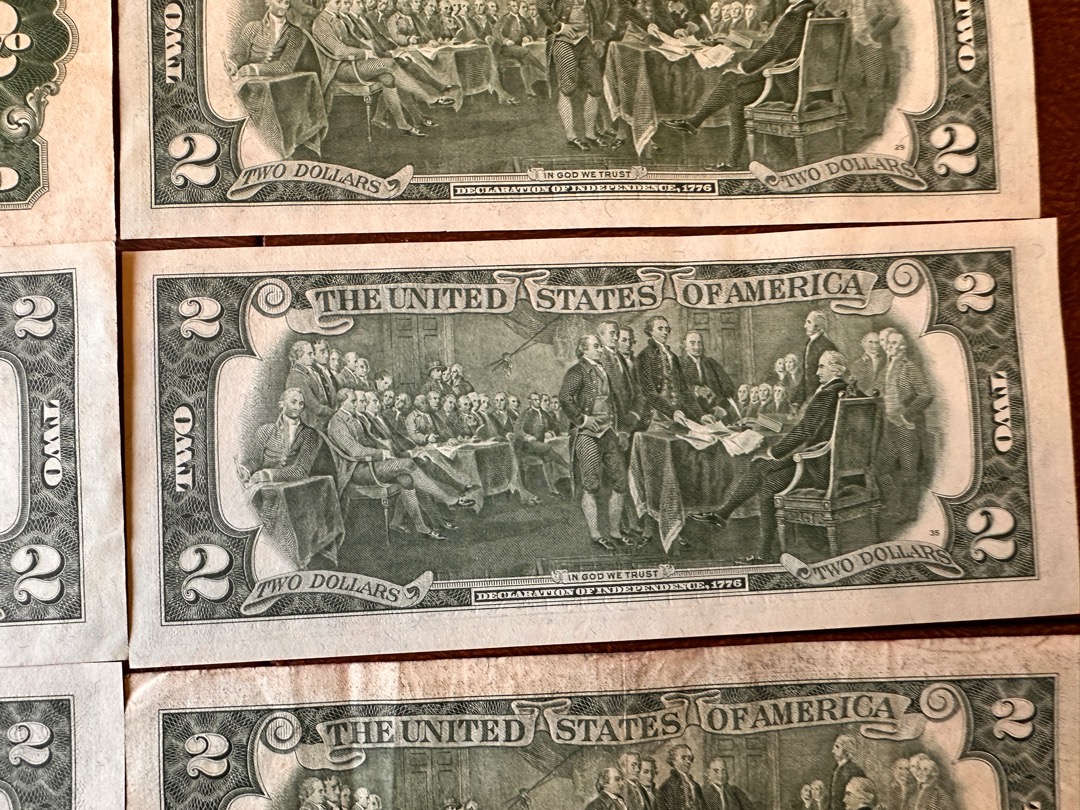 TWO
TWO
2
2
29
TWO DOLLARS
IN GOD WE TRUST
TWO DOLLARS
DECLARATION OF INDEPENDENCE, 1776
2
THE UNITED STATES OF AMERICA
2
2
TWO
TWO
TWO
2
2
35
2
TWO DOLLARS
IN GOD WE TRUST
TWO DOLLARS
DECLARATION OF INDEPENDENCE, 1776
2
THE UNITED STATES OF AMERICA
2
2